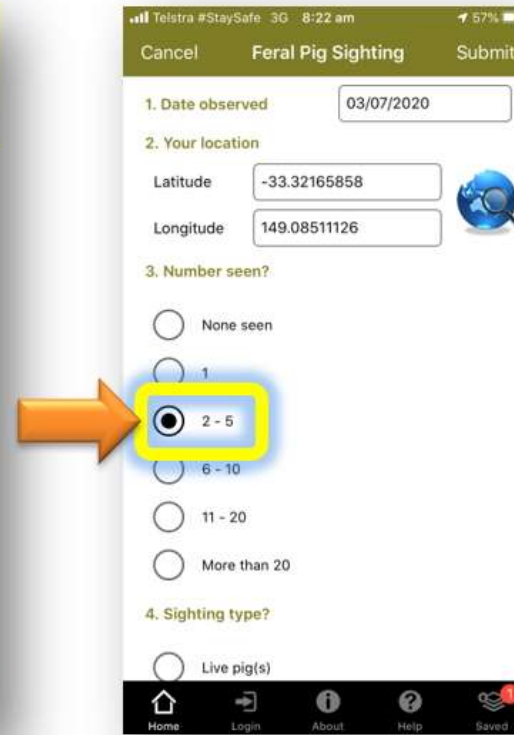 Telstra #StaySafe 3G 8:22 am 57%
Cancel Feral Pig Sighting Submit
1. Date observed 03/07/2020
2. Your location
Latitude -33.32165858
Longitude 149.08511126
3. Number seen?
None seen
1
2 - 5
6 - 10
11 - 20
More than 20
4. Sighting type?
Live pig(s)
1
Home Login About Help Saved